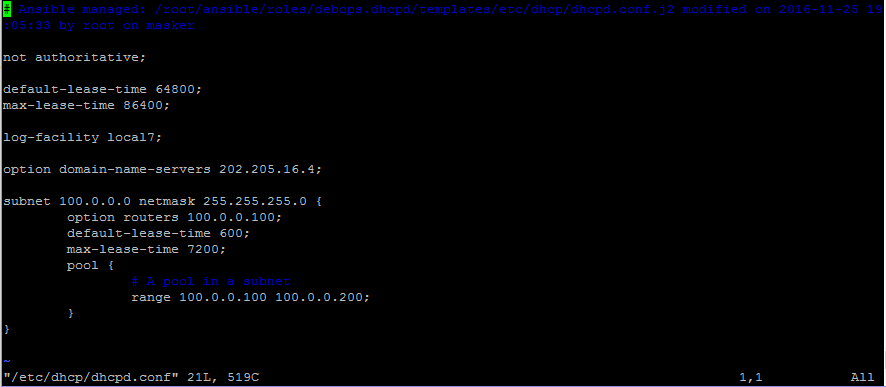 # Ansible managed: /root/ansible/roles/debops.dhcpd/templates/etc/dhcp/dhcpd.conf.j2 modified on 2016-11-25 19
:05:33 by root on masker
not authoritative;
default-lease-time 64800;
max-lease-time 86400;
log-facility local7;
option domain-name-servers 202.205.16.4;
subnet 100.0.0.0 netmask 255.255.255.0 {
option routers 100.0.0.100;
default-lease-time 600;
max-lease-time 7200;
pool {
# A pool in a subnet
range 100.0.0.100 100.0.0.200;
}
}
~
"/etc/dhcp/dhcpd.conf" 21L, 519C 1,1 All